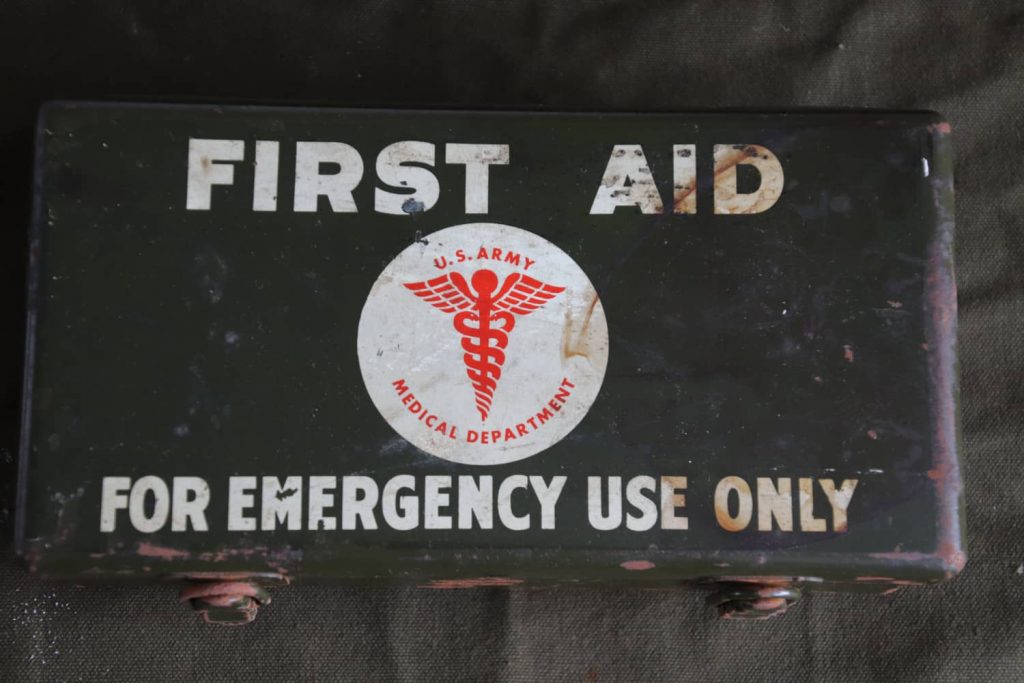 FIRST AID
U.S. ARMY
MEDICAL DEPARTMENT
FOR EMERGENCY USE ONLY